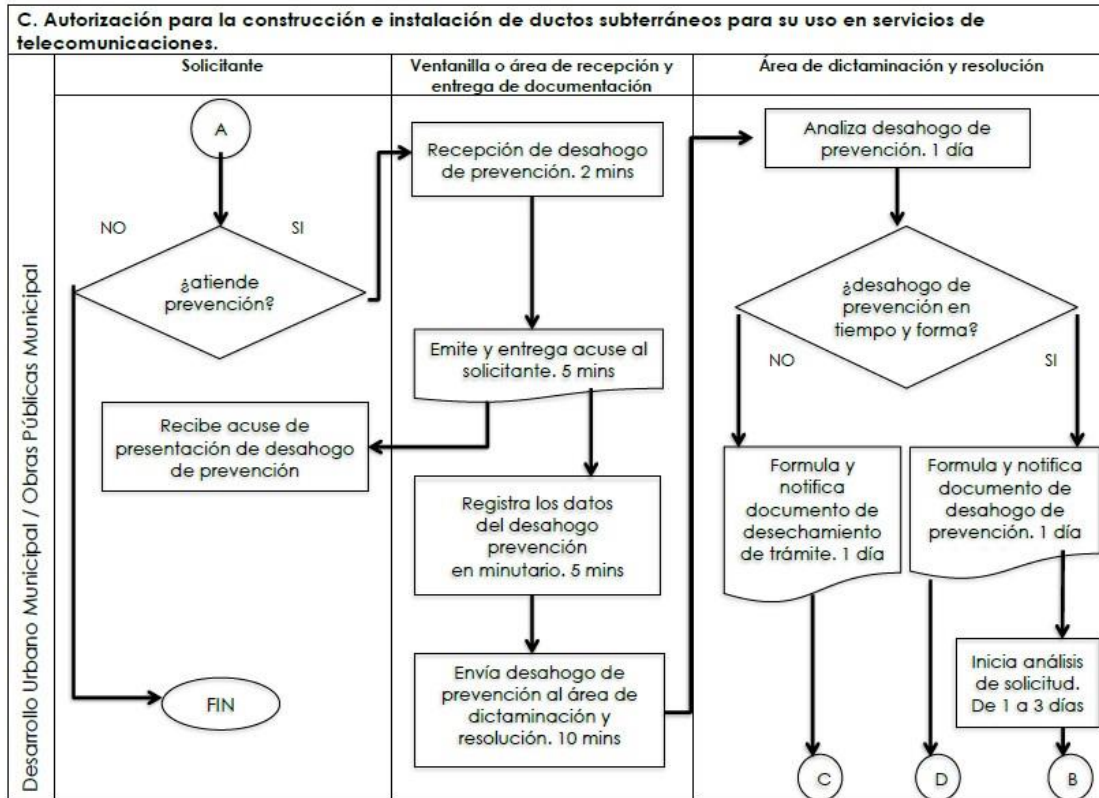 C. Autorización para la construcción e instalación de ductos subterráneos para su uso en servicios de
telecomunicaciones.
Desarrollo Urbano Municipal / Obras Públicas Municipal
Solicitante
A
NO
SI
¿atiende
prevención?
Recibe acuse de
presentación de desahogo
de prevención
FIN
Ventanilla o área de recepción y
entrega de documentación
Recepción de desahogo
de prevención. 2 mins
Emite y entrega acuse al
solicitante. 5 mins
Registra los datos
del desahogo
prevención
en minutario. 5 mins
Envía desahogo de
prevención al área de
dictaminación y
resolución. 10 mins
Área de dictaminación y resolución
Analiza desahogo de
prevención. 1 día
¿desahogo de
prevención en
tiempo y forma?
NO
SI
Formula y
notifica
documento de
desechamiento
de trámite. 1 día
Formula y notifica
documento de
desahogo de
prevención. 1 día
Inicia análisis
de solicitud.
De 1 a 3 días
C
D
B